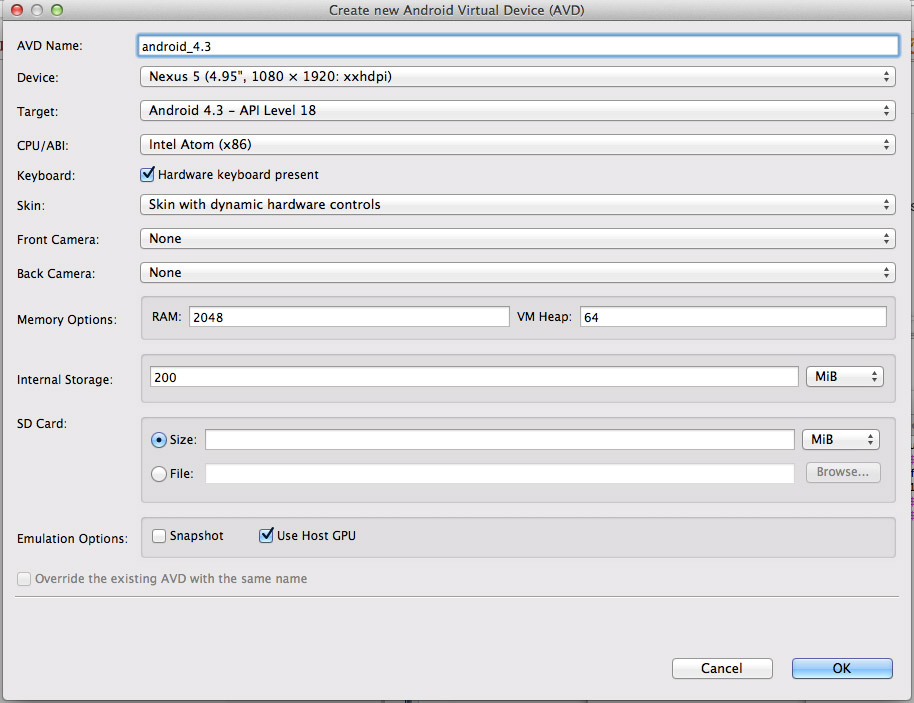 Create new Android Virtual Device (AVD)
AVD Name: android_4.3
Device: Nexus 5 (4.95", 1080 × 1920: xxhdpi)
Target: Android 4.3 – API Level 18
CPU/ABI: Intel Atom (x86)
Keyboard: Hardware keyboard present
Skin: Skin with dynamic hardware controls
Front Camera: None
Back Camera: None
Memory Options: RAM: 2048 VM Heap: 64
Internal Storage: 200 MiB
SD Card:
Size: MiB
File: Browse...
Emulation Options: Snapshot Use Host GPU
Override the existing AVD with the same name
Cancel OK